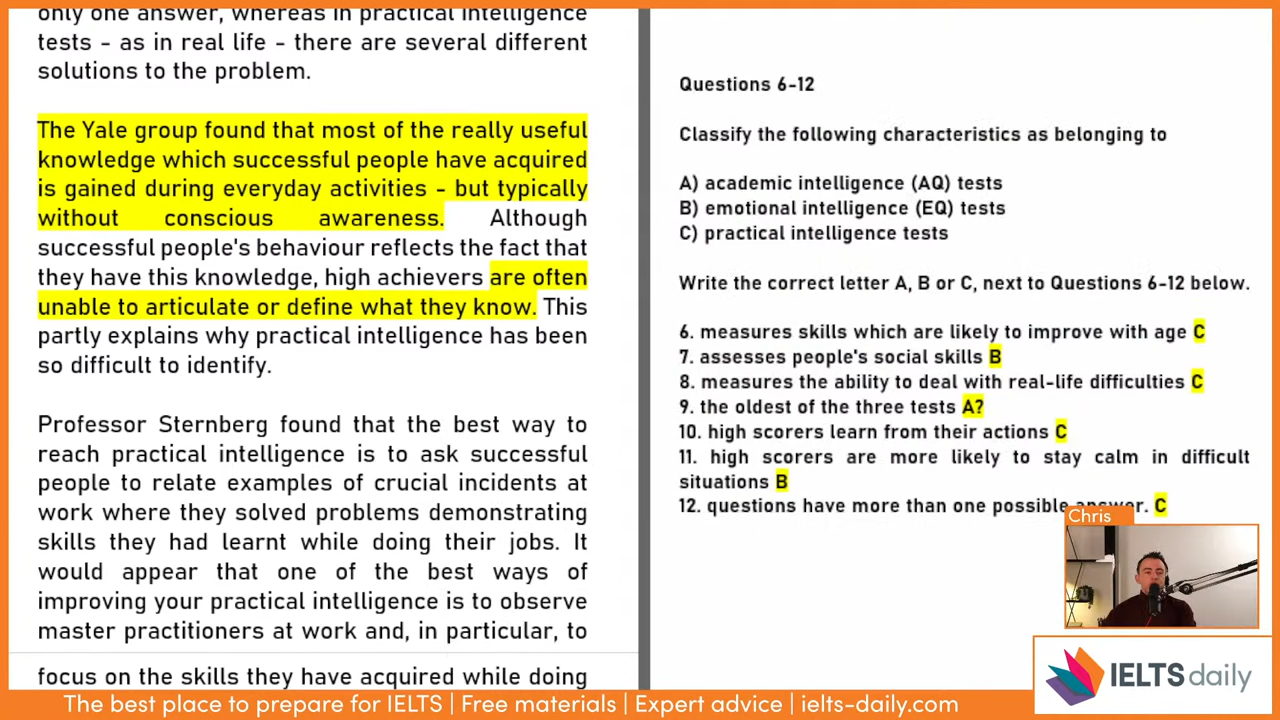 only one answer, whereas in practical intelligence
tests - as in real life - there are several different
solutions to the problem.
The Yale group found that most of the really useful
knowledge which successful people have acquired
is gained during everyday activities - but typically
without conscious awareness. Although
successful people's behaviour reflects the fact that
they have this knowledge, high achievers are often
unable to articulate or define what they know. This
partly explains why practical intelligence has been
so difficult to identify.
Professor Sternberg found that the best way to
reach practical intelligence is to ask successful
people to relate examples of crucial incidents at
work where they solved problems demonstrating
skills they had learnt while doing their jobs. It
would appear that one of the best ways of
improving your practical intelligence is to observe
master practitioners at work and, in particular, to
focus on the skills they have acquired while doing
Questions 6-12
Classify the following characteristics as belonging to
A) academic intelligence (AQ) tests
B) emotional intelligence (EQ) tests
C) practical intelligence tests
Write the correct letter A, B or C, next to Questions 6-12 below.
6. measures skills which are likely to improve with age C
7. assesses people's social skills B
8. measures the ability to deal with real-life difficulties C
9. the oldest of the three tests A?
10. high scorers learn from their actions C
11. high scorers are more likely to stay calm in difficult
situations B
12. questions have more than one possible answer. C
Chris
IELTS daily
The best place to prepare for IELTS | Free materials | Expert advice | ielts-daily.com